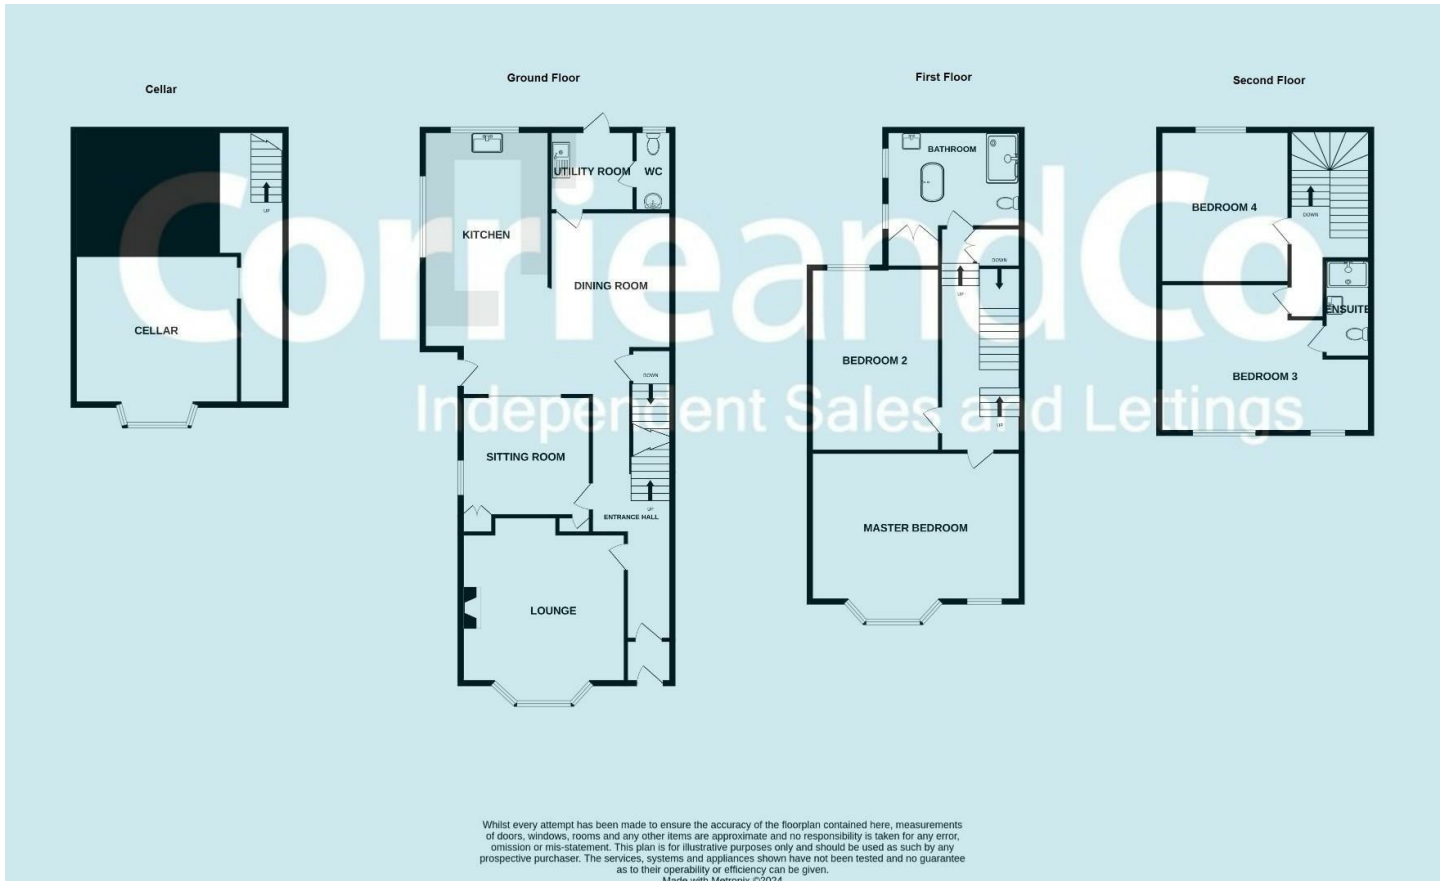 Cellar
CELLAR
UP
Ground Floor
UTILITY ROOM
WC
KITCHEN
DINING ROOM
DOWN
SITTING ROOM
UP
ENTRANCE HALL
LOUNGE
First Floor
BATHROOM
DOWN
UP
BEDROOM 2
UP
MASTER BEDROOM
Second Floor
BEDROOM 4
DOWN
ENSUITE
BEDROOM 3
CorrieandCo
Independent Sales and Lettings
Whilst every attempt has been made to ensure the accuracy of the floorplan contained here, measurements
of doors, windows, rooms and any other items are approximate and no responsibility is taken for any error,
omission or mis-statement. This plan is for illustrative purposes only and should be used as such by any
prospective purchaser. The services, systems and appliances shown have not been tested and no guarantee
as to their operability or efficiency can be given.
Made with Metropix ©2024